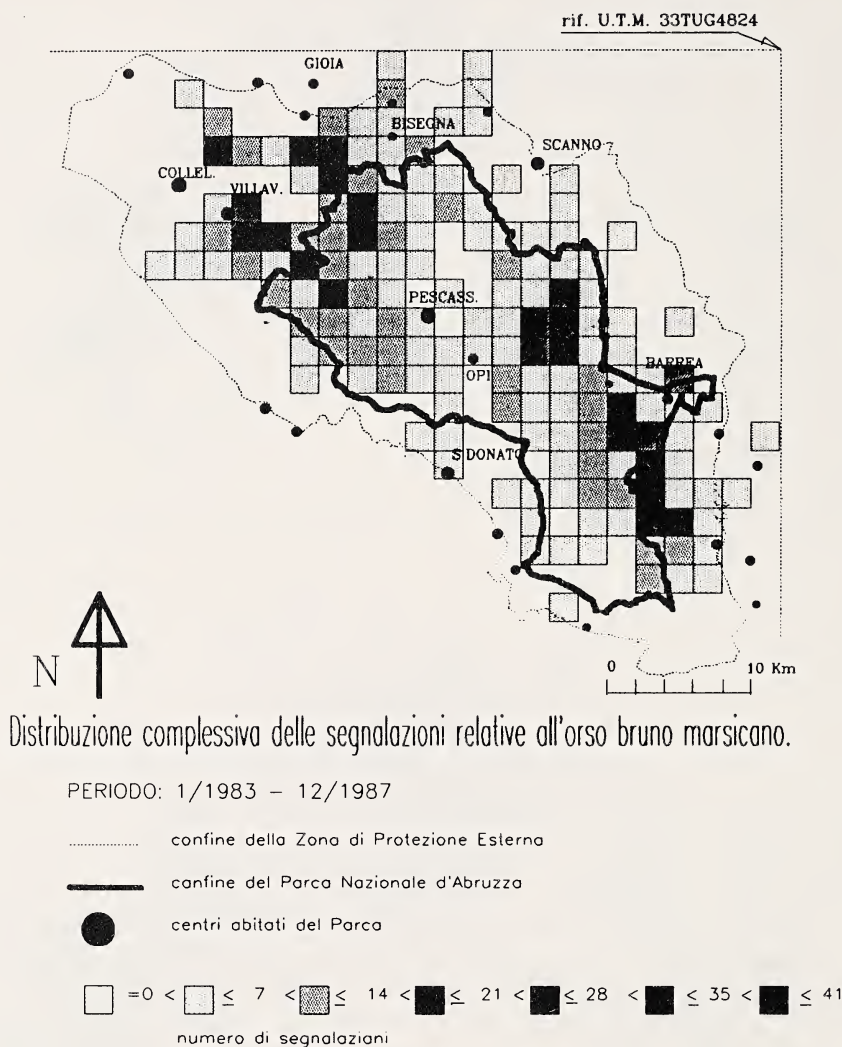 rif. U.T.M. 33TUG4824
GIOIA
BISEGNA
SCANNO
COLLEL.
VILLAV.
PESCASS.
BARREA
OPI
S.DONATO
N
0 10 Km
Distribuzione complessiva delle segnalazioni relative all'orso bruno marsicano.
PERIODO: 1/1983 - 12/1987
confine della Zona di Protezione Esterna
confine del Parco Nazionale d'Abruzzo
centri abitati del Parco
=0 < ≤ 7 < ≤ 14 < ≤ 21 < ≤ 28 < ≤ 35 < ≤ 41
numero di segnalazioni